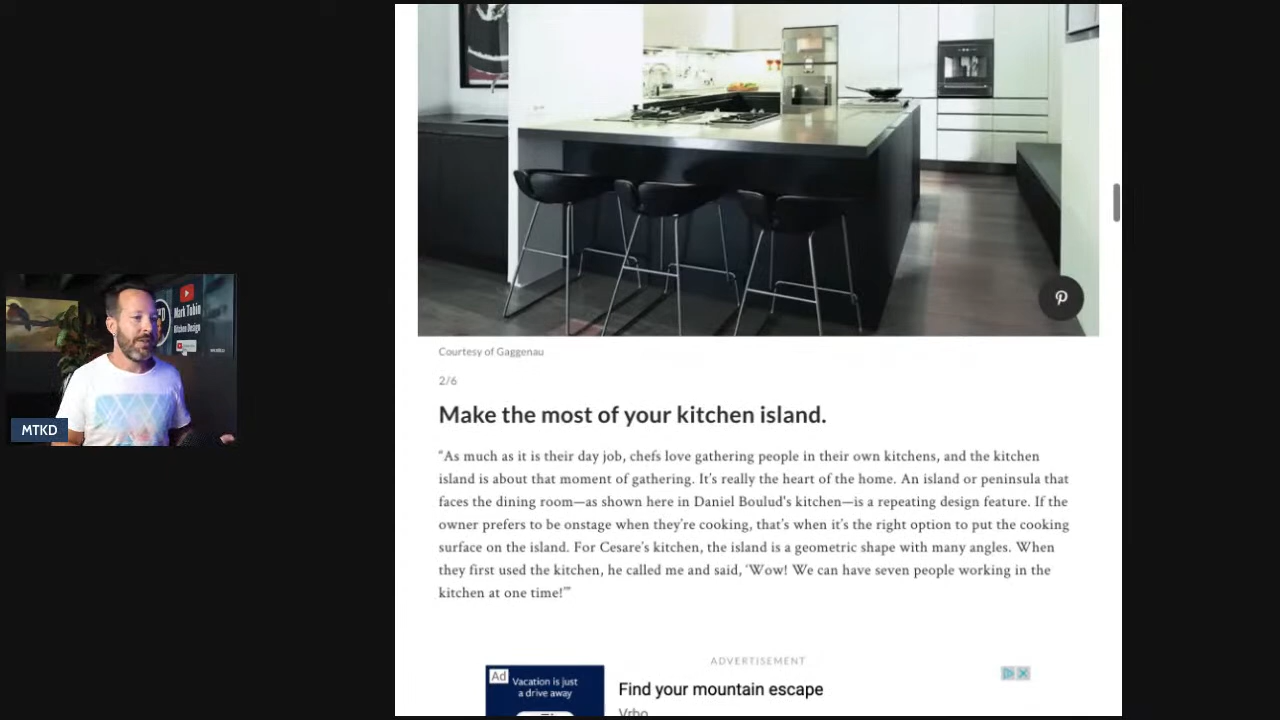 Mark Tobin
Kitchen Design
MTKD
Courtesy of Gaggenau
2/6
Make the most of your kitchen island.
“As much as it is their day job, chefs love gathering people in their own kitchens, and the kitchen
island is about that moment of gathering. It’s really the heart of the home. An island or peninsula that
faces the dining room—as shown here in Daniel Boulud's kitchen—is a repeating design feature. If the
owner prefers to be onstage when they’re cooking, that’s when it’s the right option to put the cooking
surface on the island. For Cesare’s kitchen, the island is a geometric shape with many angles. When
they first used the kitchen, he called me and said, ‘Wow! We can have seven people working in the
kitchen at one time!’”
ADVERTISEMENT
Ad
Vacation is just
a drive away
Find your mountain escape
Vrbo